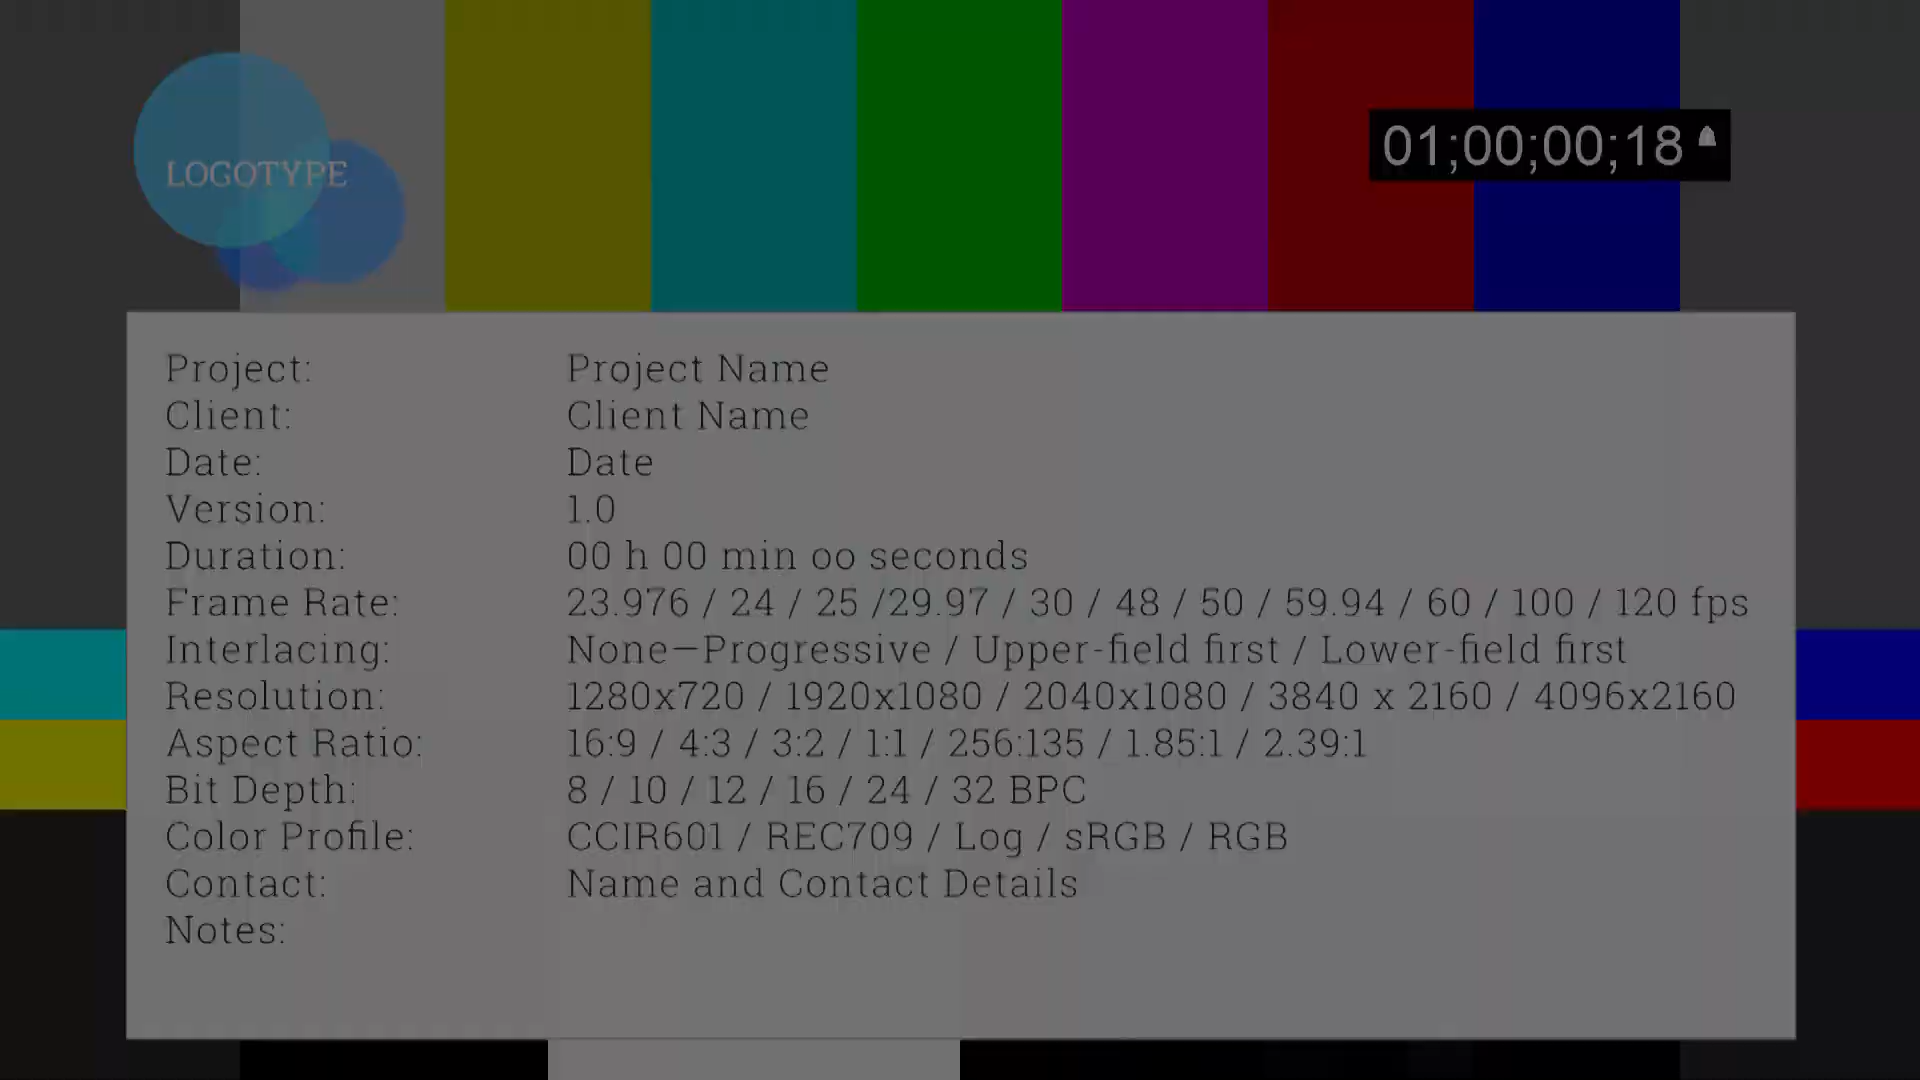 LOGOTYPE
01;00;00;18
Project: Project Name
Client: Client Name
Date: Date
Version: 1.0
Duration: 00 h 00 min oo seconds
Frame Rate: 23.976 / 24 / 25 /29.97 / 30 / 48 / 50 / 59.94 / 60 / 100 / 120 fps
Interlacing: None—Progressive / Upper-field first / Lower-field first
Resolution: 1280x720 / 1920x1080 / 2040x1080 / 3840 x 2160 / 4096x2160
Aspect Ratio: 16:9 / 4:3 / 3:2 / 1:1 / 256:135 / 1.85:1 / 2.39:1
Bit Depth: 8 / 10 / 12 / 16 / 24 / 32 BPC
Color Profile: CCIR601 / REC709 / Log / sRGB / RGB
Contact: Name and Contact Details
Notes: